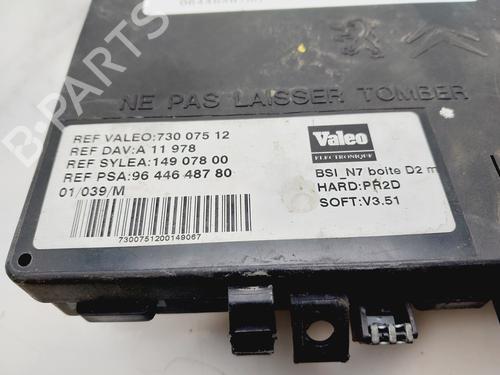 NE PAS LAISSER TOMBER
REF VALEO:730 075 12
REF DAV:A 11 978
REF SYLEA:149 078 00
REF PSA:96 446 487 80
01/039/M
7300751200149067
Valeo
BSI_N7 boite D2 m
HARD:PR2D
SOFT:V3.51
B-PARTS